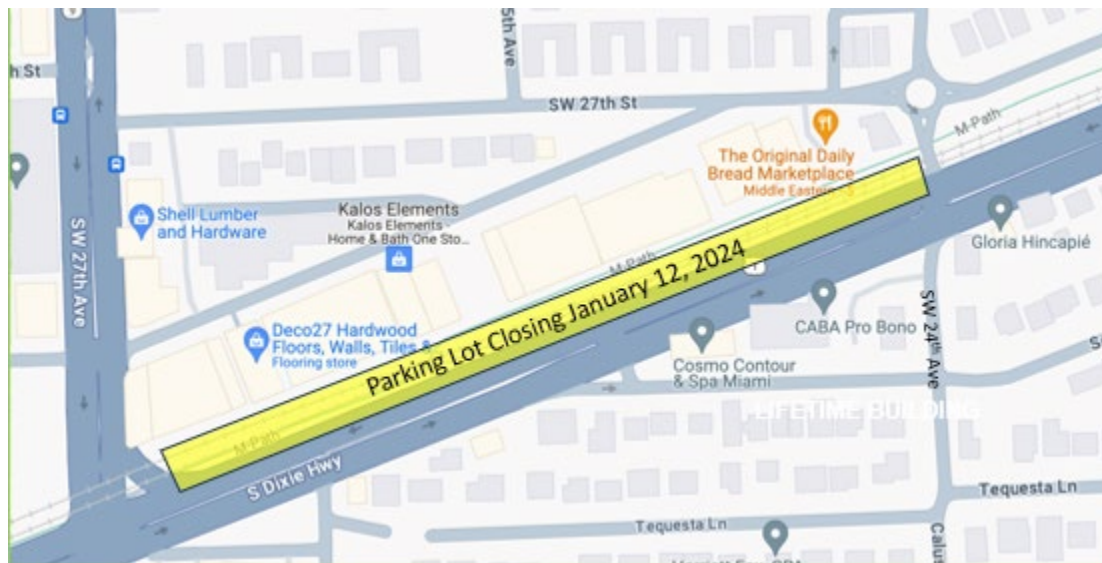 h St
5th Ave
SW 27th St
M-Path
The Original Daily
Bread Marketplace
Shell Lumber
and Hardware
Kalos Elements
Kalos Elements -
Home & Bath One Sto...
SW 27th Ave
M-Path
Gloria Hincapié
Parking Lot Closing January 12, 2024
Deco27 Hardwood
Floors, Walls, Tiles &
Flooring store
CABA Pro Bono
SW 24th Ave
Cosmo Contour
& Spa Miami
LIFETIME BUILDING
M-Path
S Dixie Hwy
Tequesta Ln
Tequesta Ln